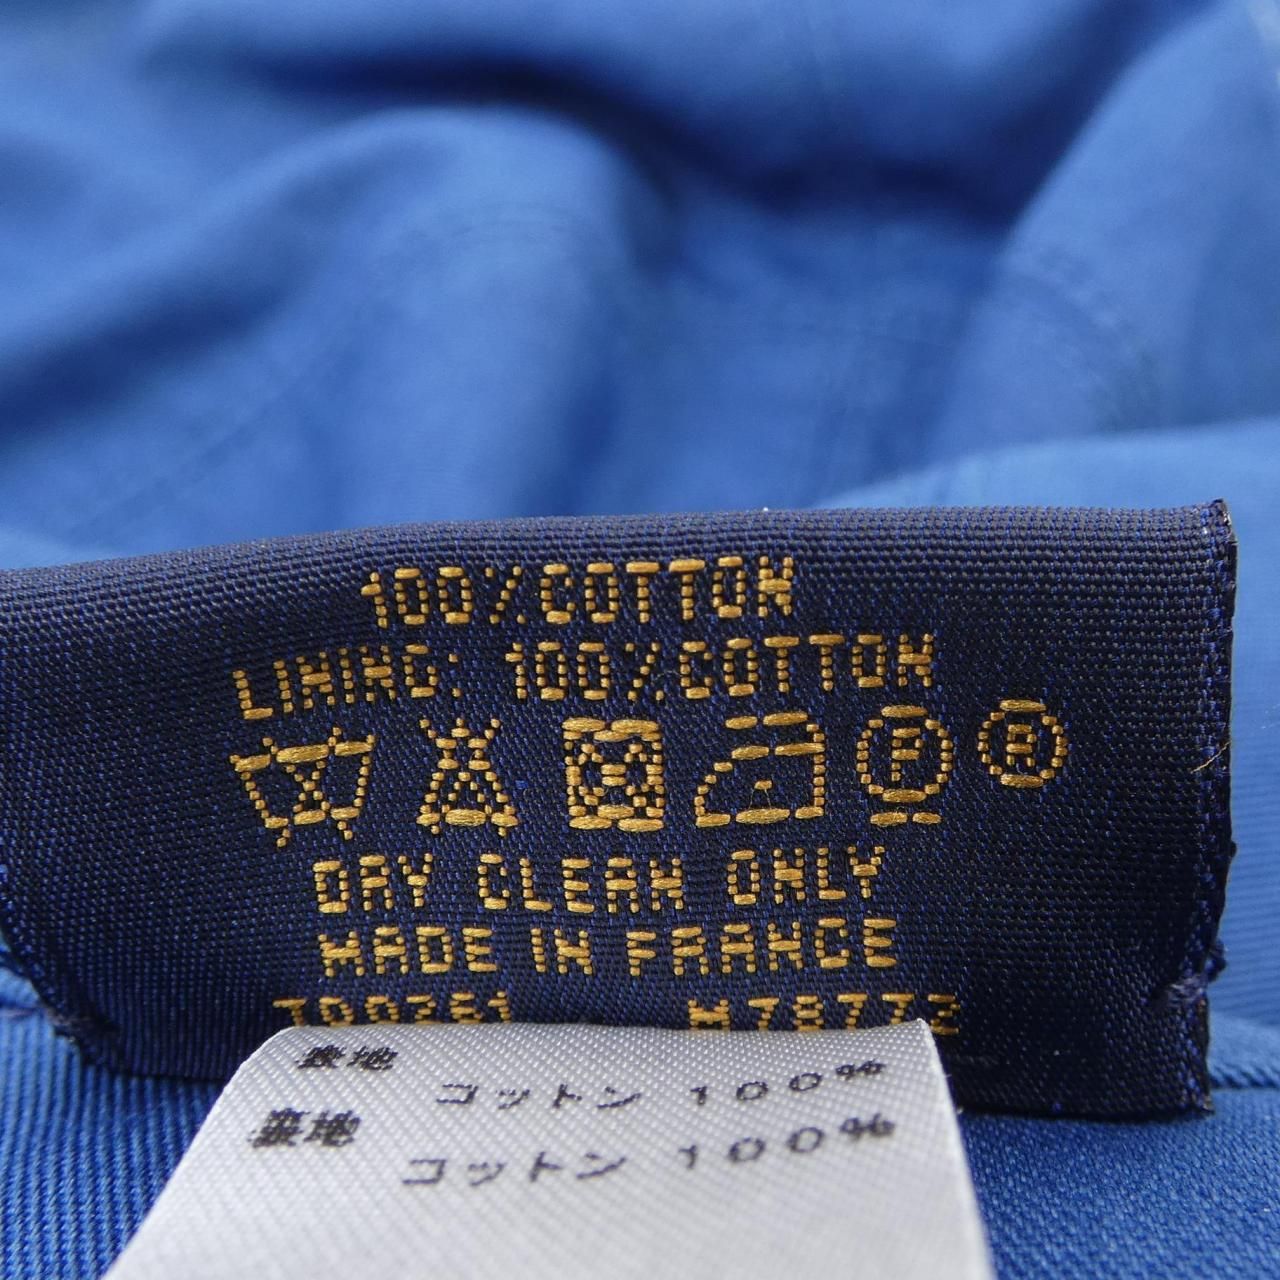 100%COTTON
LINING: 100%COTTON
P R
DRY CLEAN ONLY
MADE IN FRANCE
M78772
表地
コットン 100%
裏地
コットン 100%